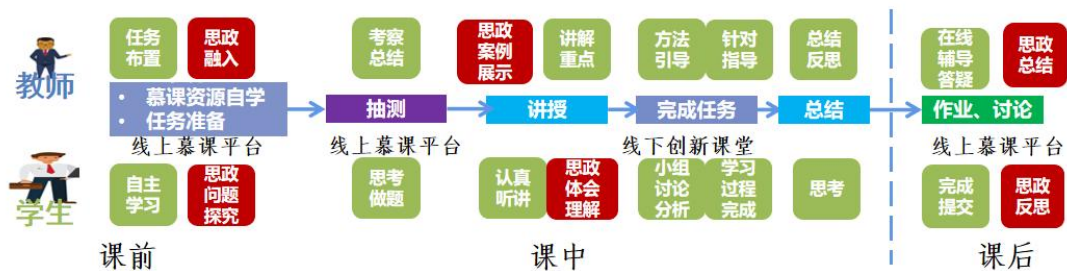 任务
布置
思政
融入
考察
总结
思政
案例
展示
讲解
重点
方法
引导
针对
指导
总结
反思
在线
辅导
答疑
思政
总结
教师
• 慕课资源自学
• 任务准备
抽测
讲授
完成任务
总结
作业、讨论
线上慕课平台
线上慕课平台
线下创新课堂
线上慕课平台
学生
自主
学习
思政
问题
探究
思考
做题
认真
听讲
思政
体会
理解
小组
讨论
分析
学习
过程
完成
思考
完成
提交
思政
反思
课前
课中
课后